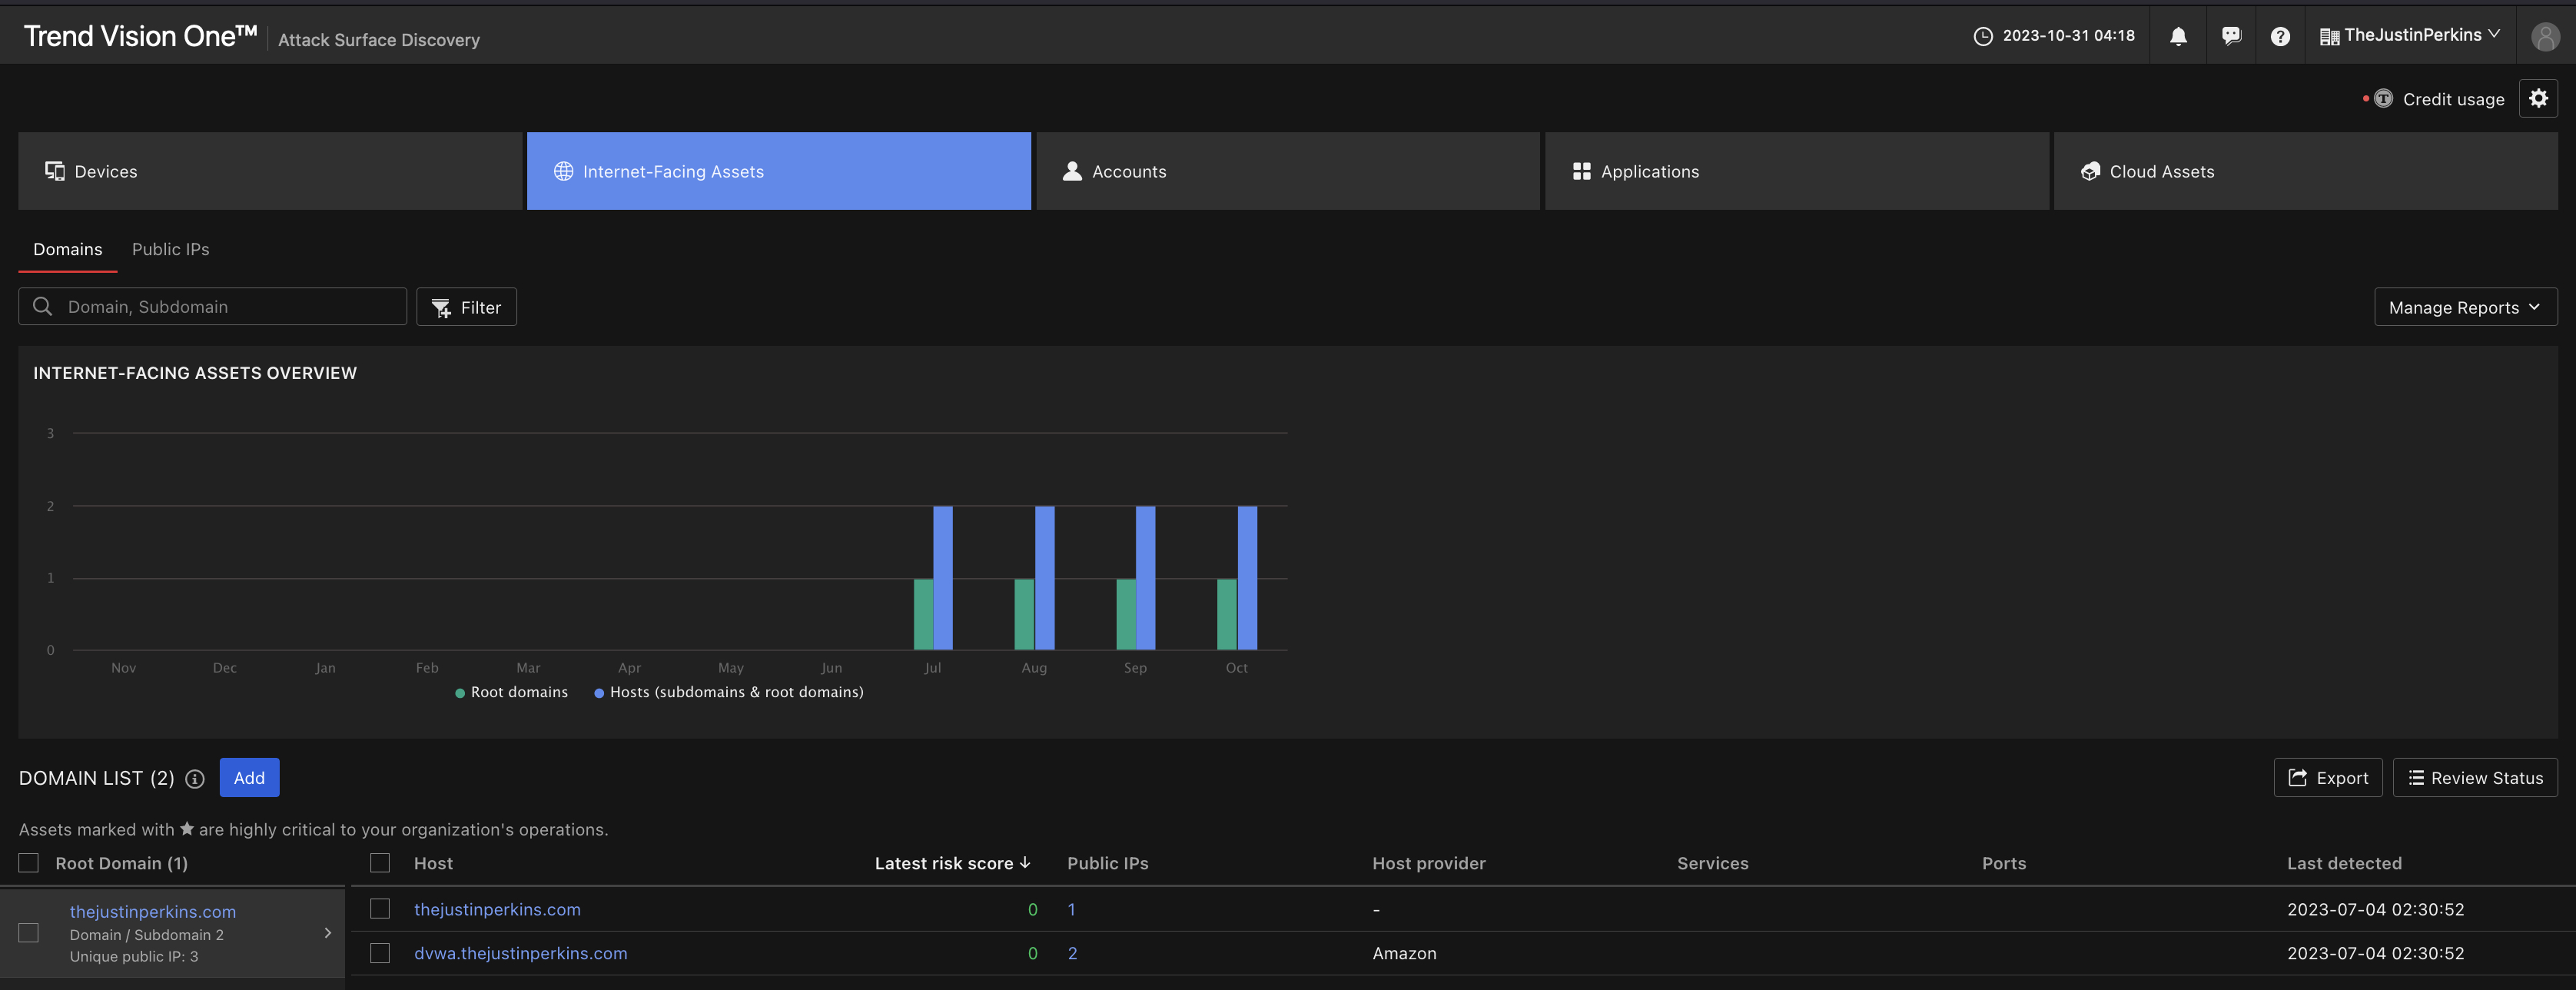 Trend Vision One™ Attack Surface Discovery 2023-10-31 04:18 TheJustinPerkins
Credit usage
Devices Internet-Facing Assets Accounts Applications Cloud Assets
Domains Public IPs
Domain, Subdomain Filter Manage Reports
INTERNET-FACING ASSETS OVERVIEW
3
2
1
0
Nov Dec Jan Feb Mar Apr May Jun Jul Aug Sep Oct
Root domains Hosts (subdomains & root domains)
DOMAIN LIST (2) Add Export Review Status
Assets marked with ★ are highly critical to your organization's operations.
Root Domain (1) Host Latest risk score ↓ Public IPs Host provider Services Ports Last detected
thejustinperkins.com
Domain / Subdomain 2
Unique public IP: 3
thejustinperkins.com 0 1 - 2023-07-04 02:30:52
dvwa.thejustinperkins.com 0 2 Amazon 2023-07-04 02:30:52